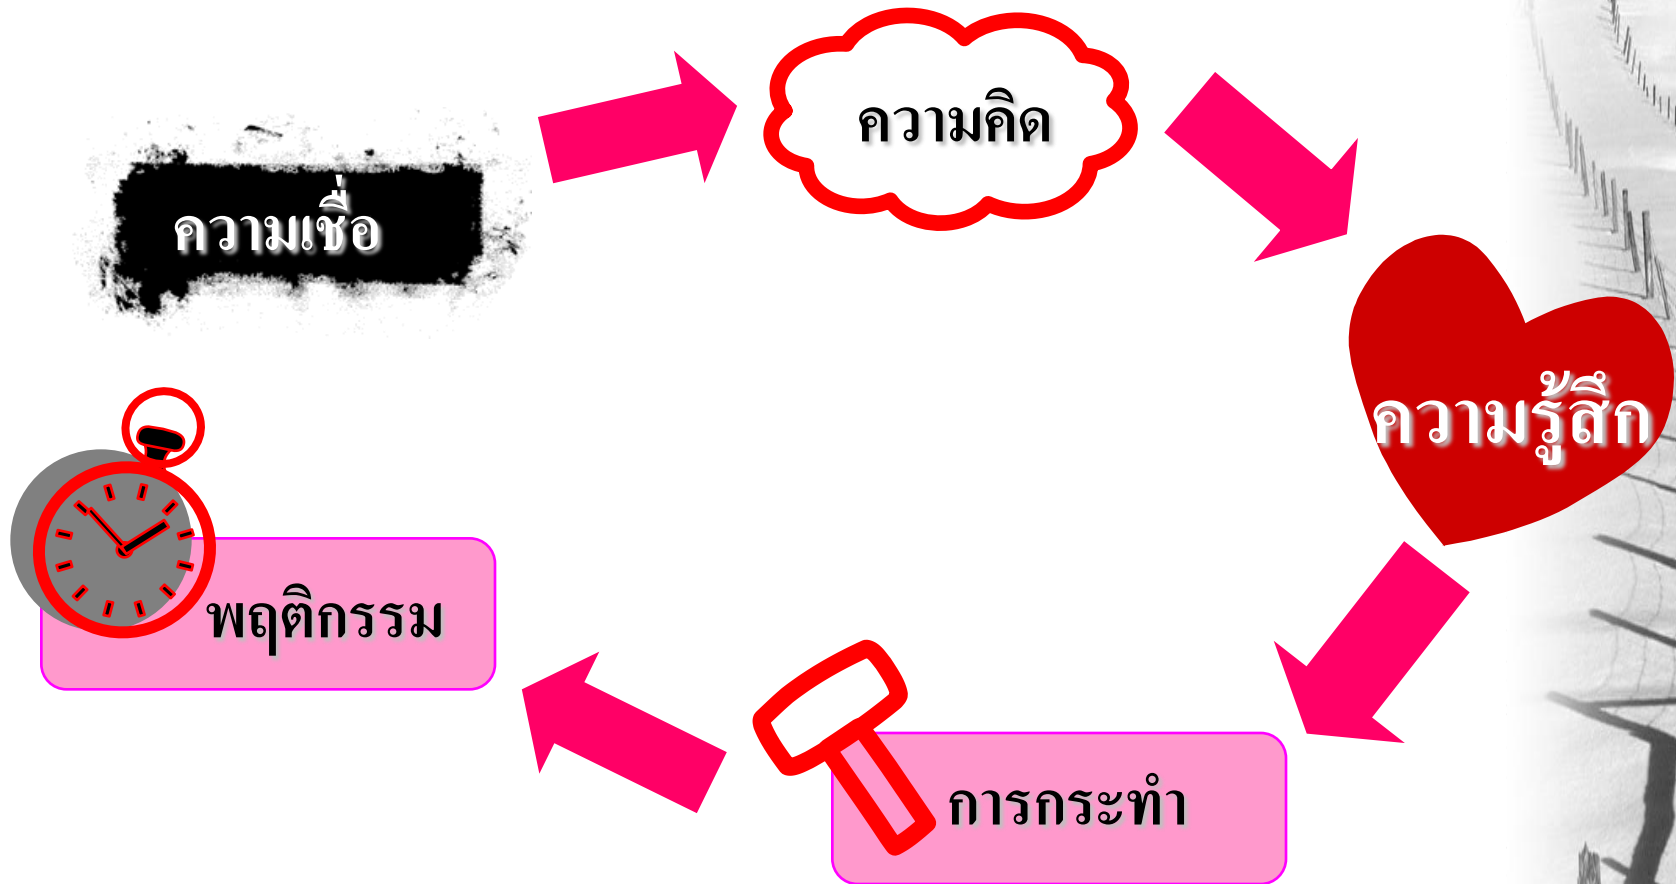 ความเชื่อ
ความคิด
ความรู้สึก
การกระทำ
พฤติกรรม